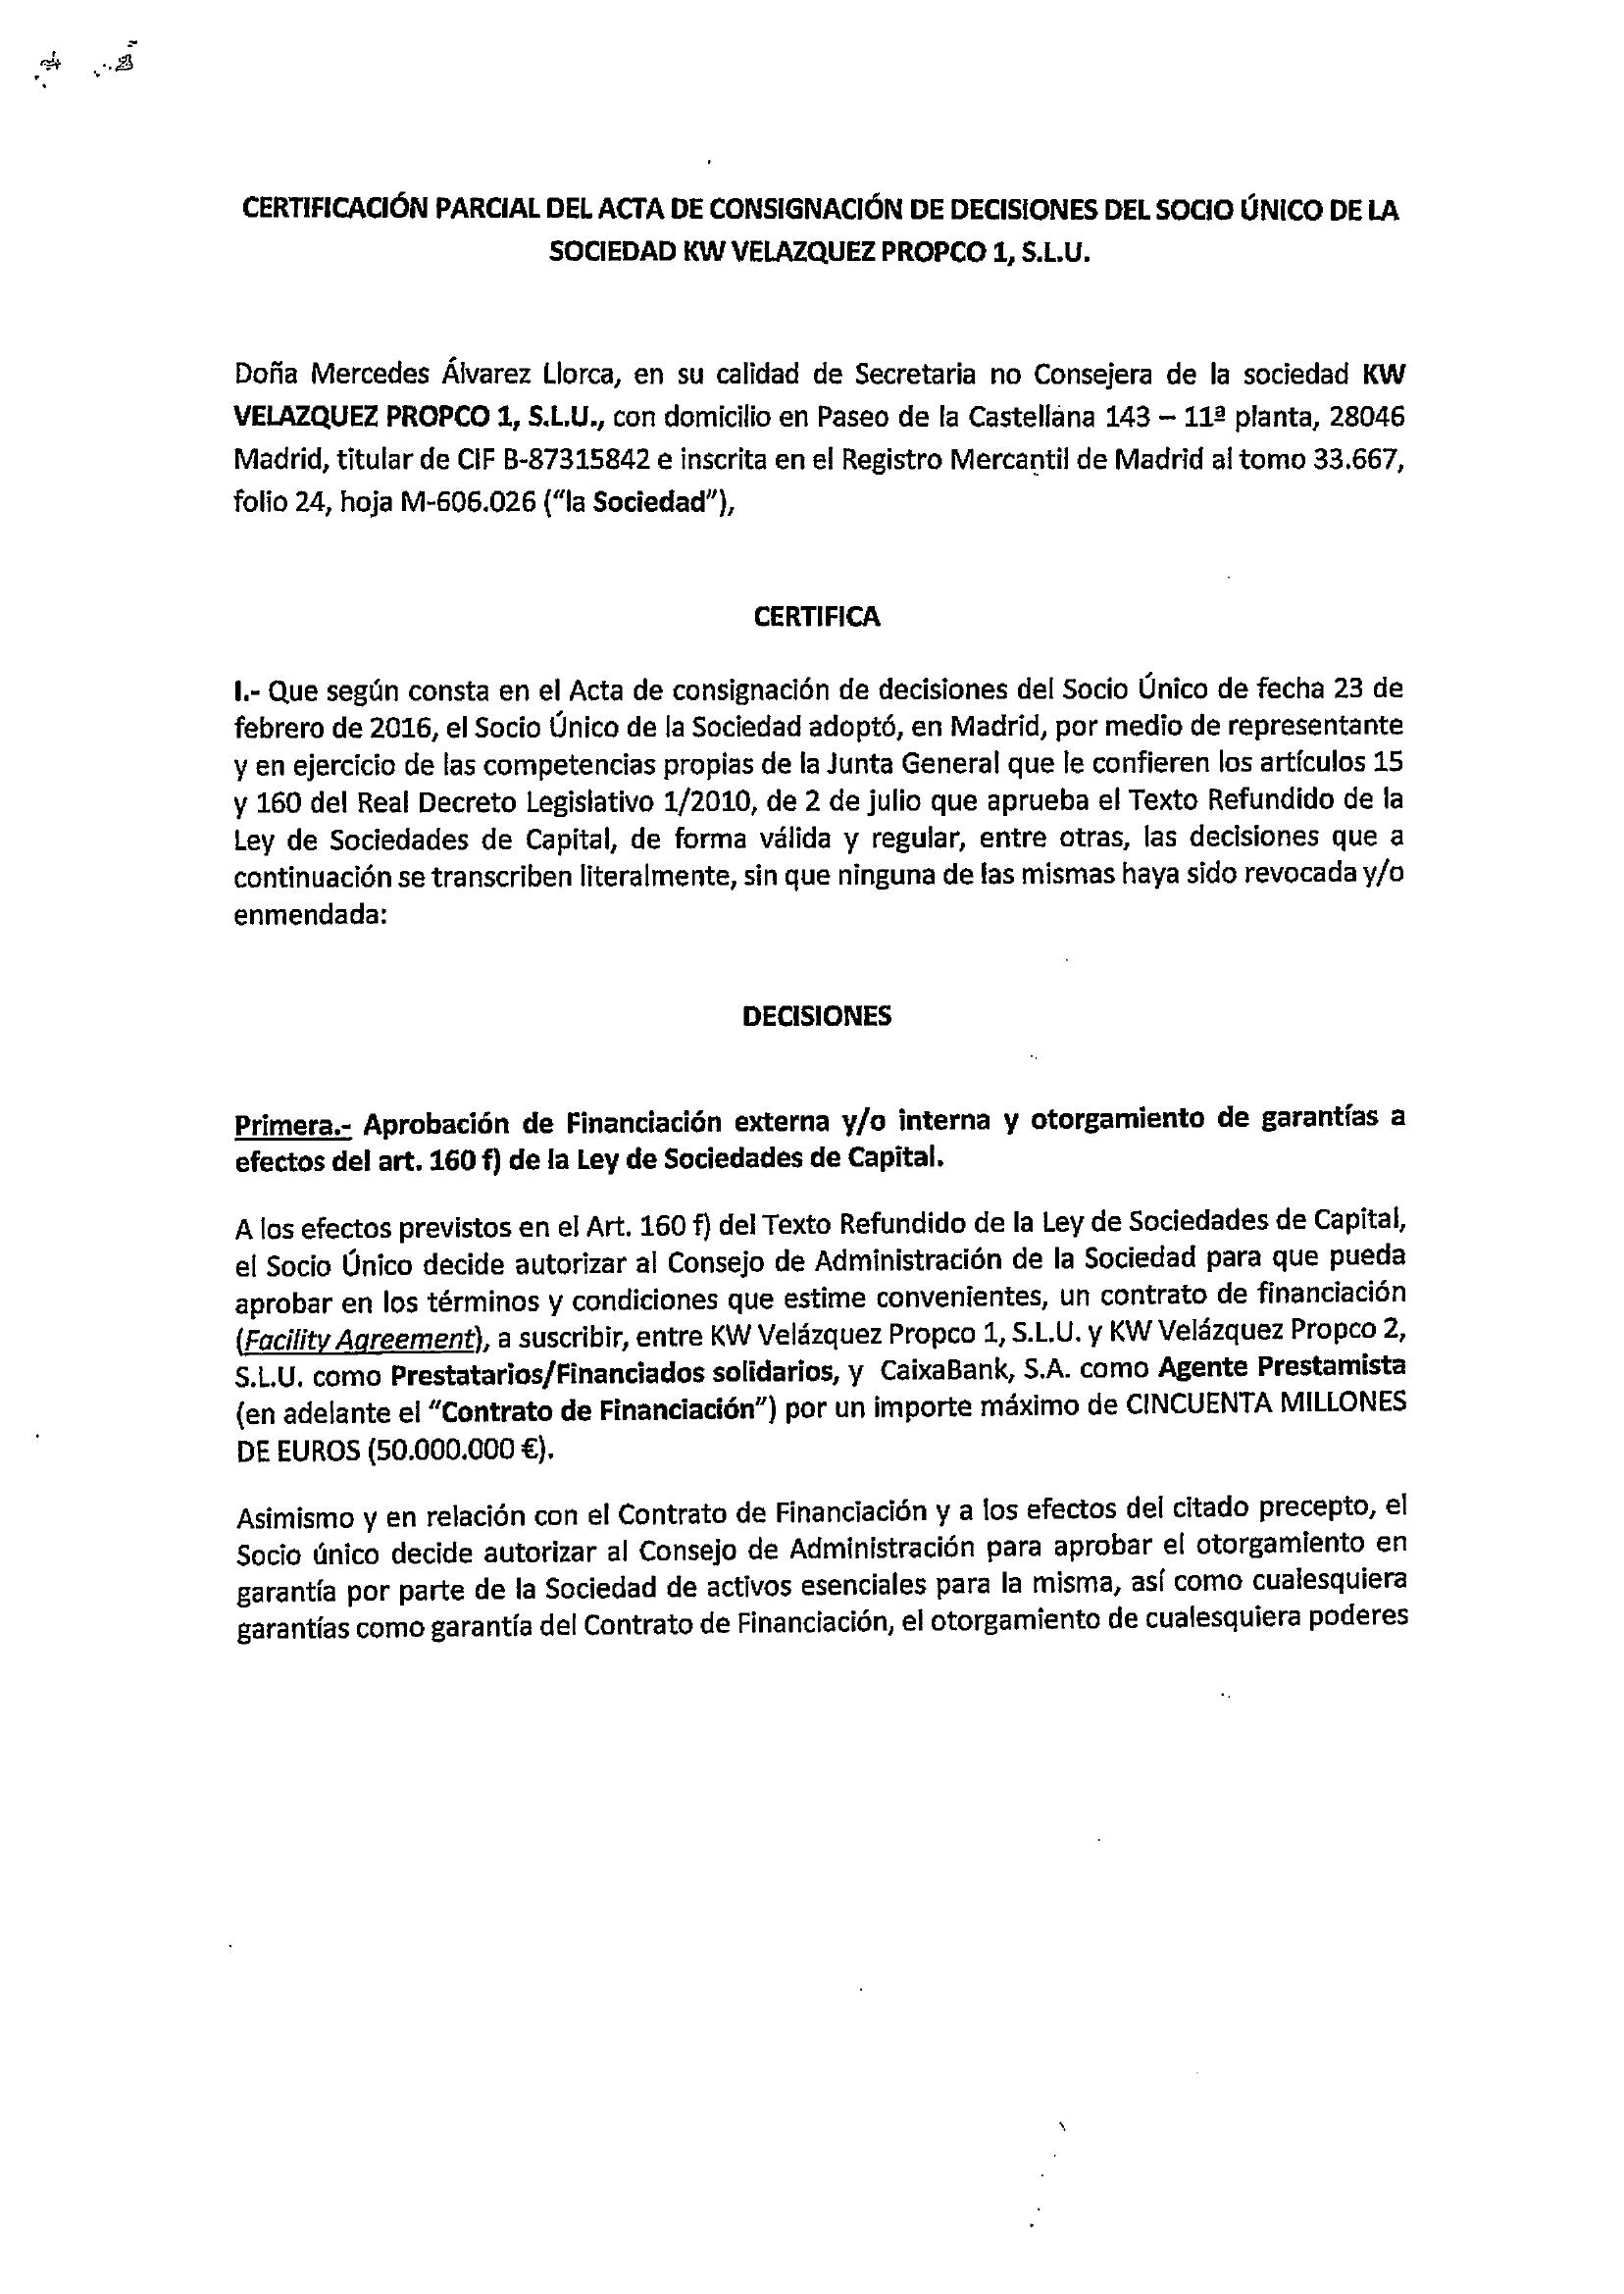 CERTIFICACIÓN PARCIAL DEL ACTA DE CONSIGNACIÓN DE DECISIONES DEL SOCIO ÚNICO DE LA
SOCIEDAD KW VELAZQUEZ PROPCO 1, S.L.U.
Doña Mercedes Álvarez Llorca, en su calidad de Secretaria no Consejera de la sociedad KW
VELAZQUEZ PROPCO 1, S.L.U., con domicilio en Paseo de la Castellana 143 – 11ª planta, 28046
Madrid, titular de CIF B-87315842 e inscrita en el Registro Mercantil de Madrid al tomo 33.667,
folio 24, hoja M-606.026 ("la Sociedad"),
CERTIFICA
I.- Que según consta en el Acta de consignación de decisiones del Socio Único de fecha 23 de
febrero de 2016, el Socio Único de la Sociedad adoptó, en Madrid, por medio de representante
y en ejercicio de las competencias propias de la Junta General que le confieren los artículos 15
y 160 del Real Decreto Legislativo 1/2010, de 2 de julio que aprueba el Texto Refundido de la
Ley de Sociedades de Capital, de forma válida y regular, entre otras, las decisiones que a
continuación se transcriben literalmente, sin que ninguna de las mismas haya sido revocada y/o
enmendada:
DECISIONES
Primera.- Aprobación de Financiación externa y/o interna y otorgamiento de garantías a
efectos del art. 160 f) de la Ley de Sociedades de Capital.
A los efectos previstos en el Art. 160 f) del Texto Refundido de la Ley de Sociedades de Capital,
el Socio Único decide autorizar al Consejo de Administración de la Sociedad para que pueda
aprobar en los términos y condiciones que estime convenientes, un contrato de financiación
(Facility Agreement), a suscribir, entre KW Velázquez Propco 1, S.L.U. y KW Velázquez Propco 2,
S.L.U. como Prestatarios/Financiados solidarios, y CaixaBank, S.A. como Agente Prestamista
(en adelante el "Contrato de Financiación") por un importe máximo de CINCUENTA MILLONES
DE EUROS (50.000.000 €).
Asimismo y en relación con el Contrato de Financiación y a los efectos del citado precepto, el
Socio único decide autorizar al Consejo de Administración para aprobar el otorgamiento en
garantía por parte de la Sociedad de activos esenciales para la misma, así como cualesquiera
garantías como garantía del Contrato de Financiación, el otorgamiento de cualesquiera poderes